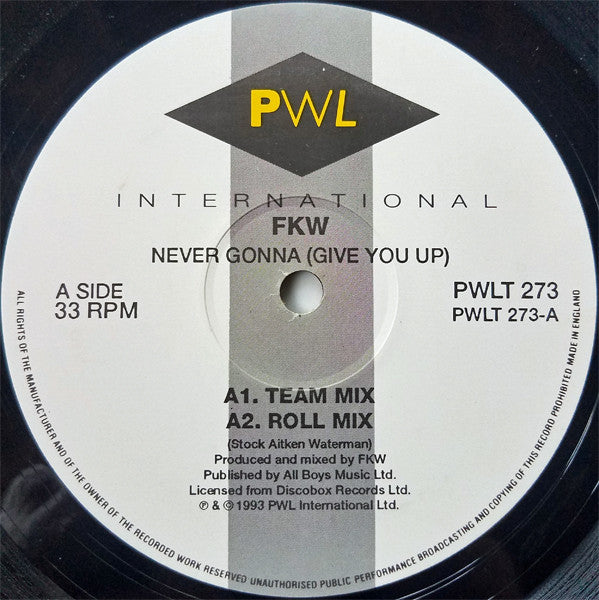 PWL
INTERNATIONAL
FKW
NEVER GONNA (GIVE YOU UP)
A SIDE
33 RPM
PWLT 273
PWLT 273-A
A1. TEAM MIX
A2. ROLL MIX
(Stock Aitken Waterman)
Produced and mixed by FKW
Published by All Boys Music Ltd.
Licensed from Discobox Records Ltd.
℗ & © 1993 PWL International Ltd.
ALL RIGHTS OF THE MANUFACTURER AND OF THE OWNER OF THE RECORDED WORK RESERVED UNAUTHORISED PUBLIC PERFORMANCE BROADCASTING AND COPYING OF THIS RECORD PROHIBITED MADE IN ENGLAND